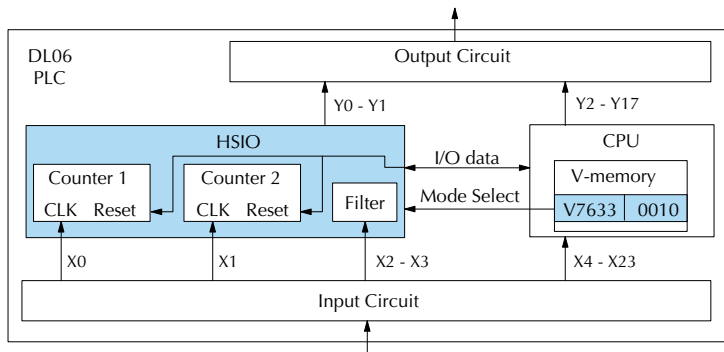 DL06
PLC
Output Circuit
Y0 - Y1
Y2 - Y17
HSIO
CPU
I/O data
Counter 1
CLK Reset
Counter 2
CLK Reset
Filter
Mode Select
V-memory
V7633 0010
X0
X1
X2 - X3
X4 - X23
Input Circuit